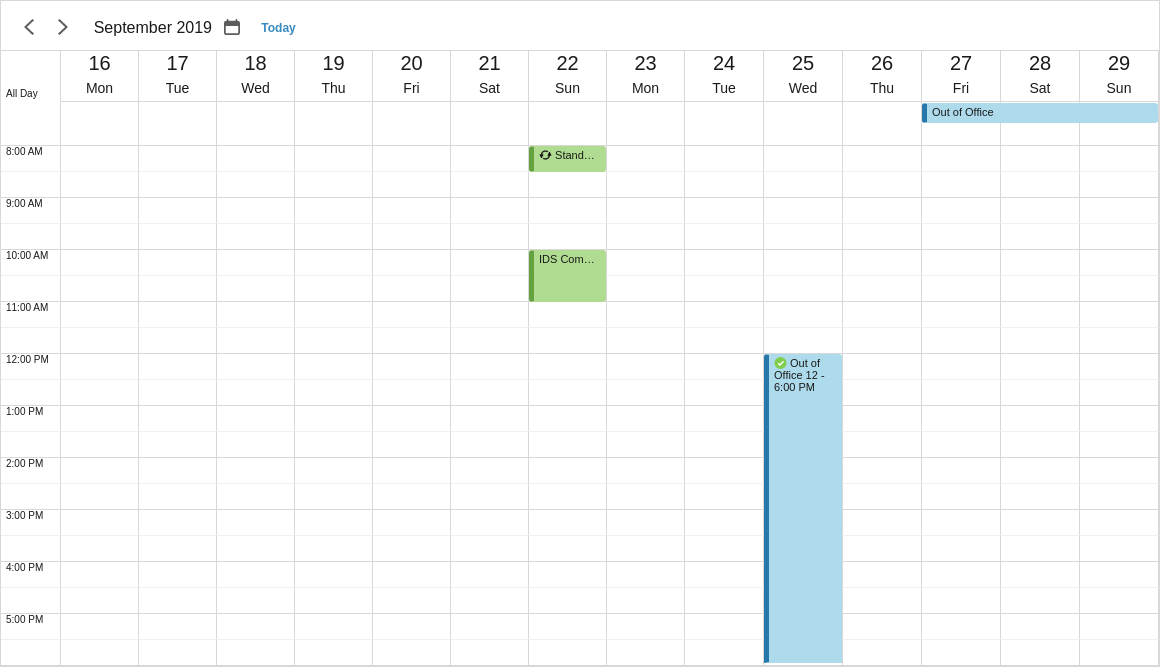 September 2019 Today
16 17 18 19 20 21 22 23 24 25 26 27 28 29
Mon Tue Wed Thu Fri Sat Sun Mon Tue Wed Thu Fri Sat Sun
All Day
Out of Office
8:00 AM
Stand…
9:00 AM
10:00 AM
IDS Com…
11:00 AM
12:00 PM
Out of
Office 12 -
6:00 PM
1:00 PM
2:00 PM
3:00 PM
4:00 PM
5:00 PM